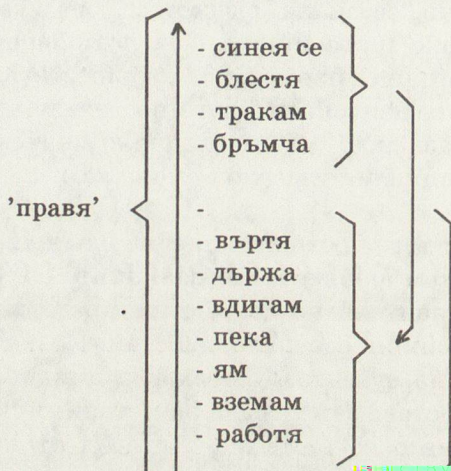 - синея се
- блестя
- тракам
- бръмча
'правя'
-
- въртя
- държа
- вдигам
- пека
- ям
- вземам
- работя